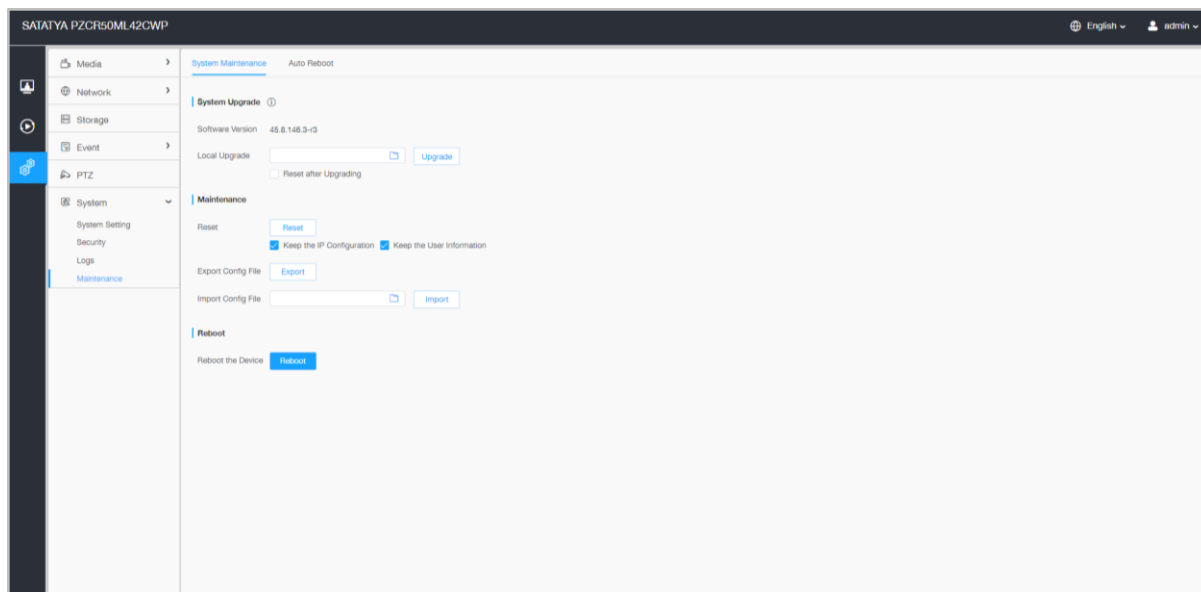 SATATYA PZCR50ML42CWP
English
admin
Media
Network
Storage
Event
PTZ
System
System Setting
Security
Logs
Maintenance
System Maintenance Auto Reboot
System Upgrade
Software Version 45.8.146.3-r3
Local Upgrade Upgrade
Reset after Upgrading
Maintenance
Reset Reset
Keep the IP Configuration Keep the User Information
Export Config File Export
Import Config File Import
Reboot
Reboot the Device Reboot